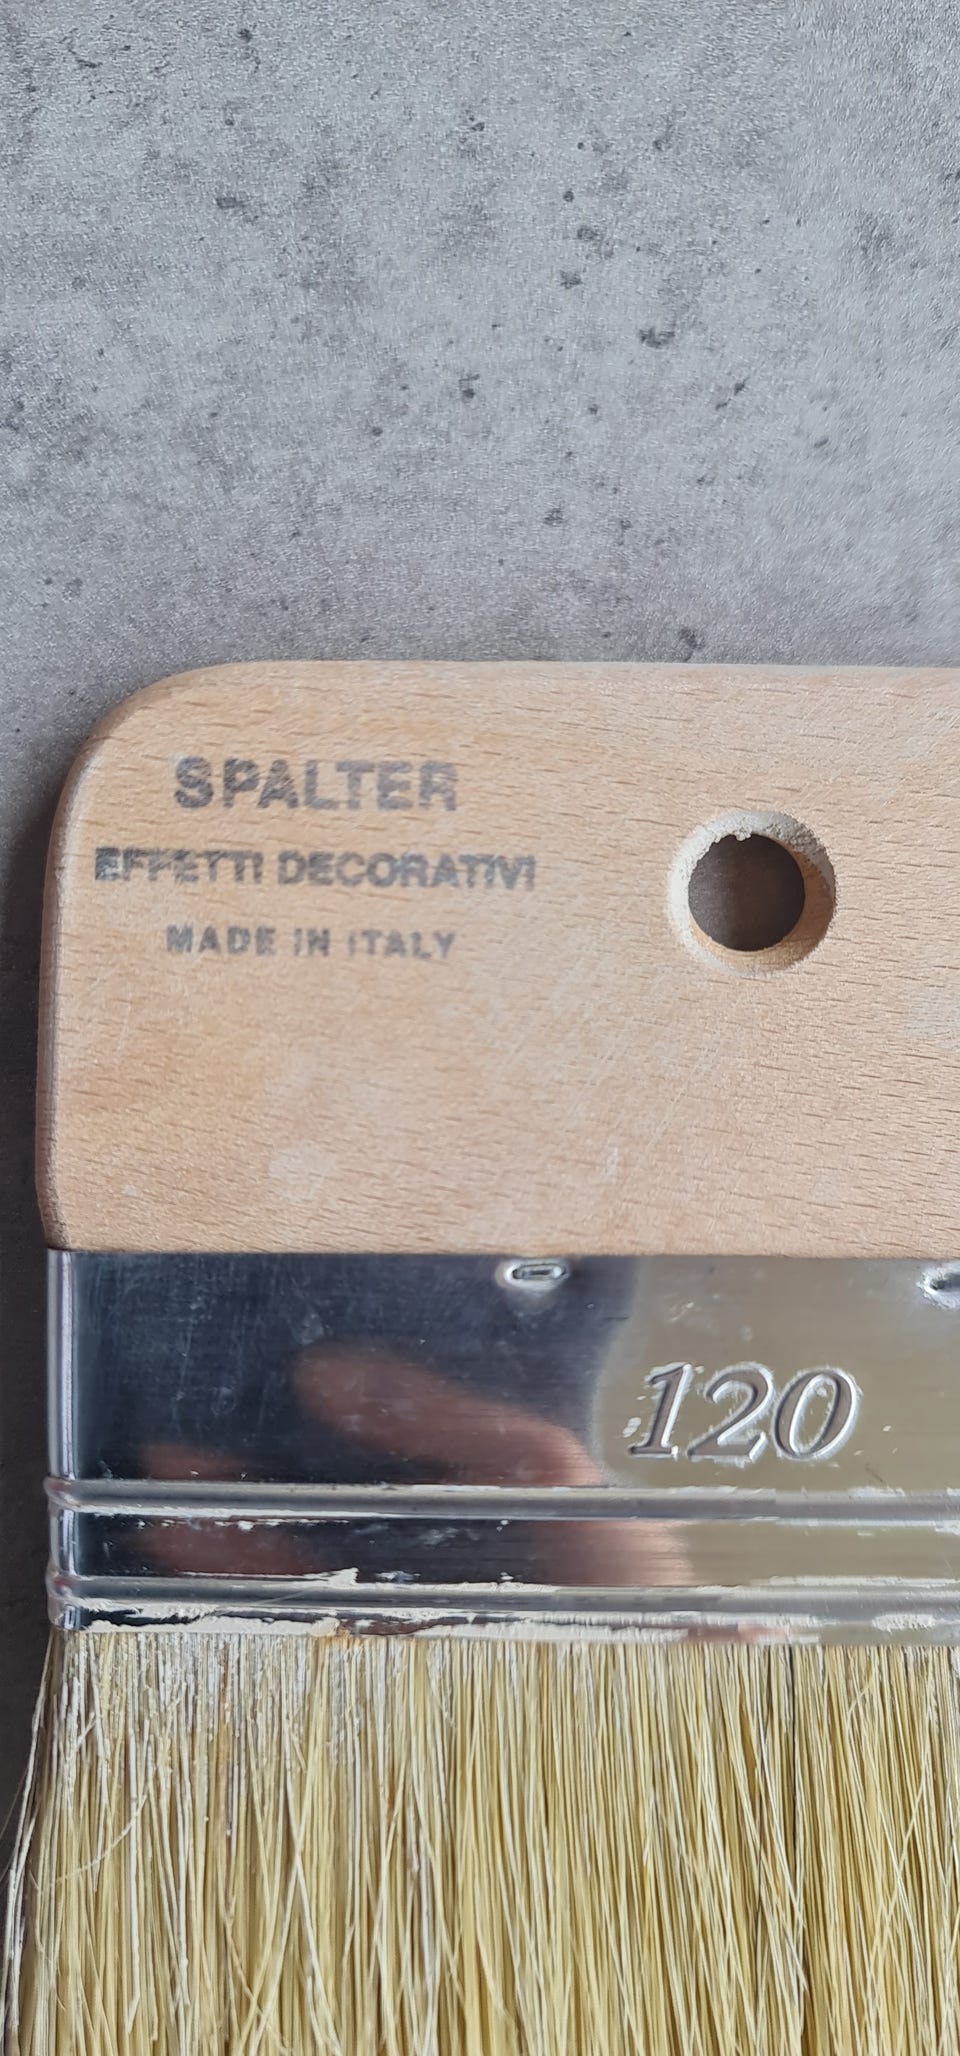 SPALTER
EFFETTI DECORATIVI
MADE IN ITALY
120